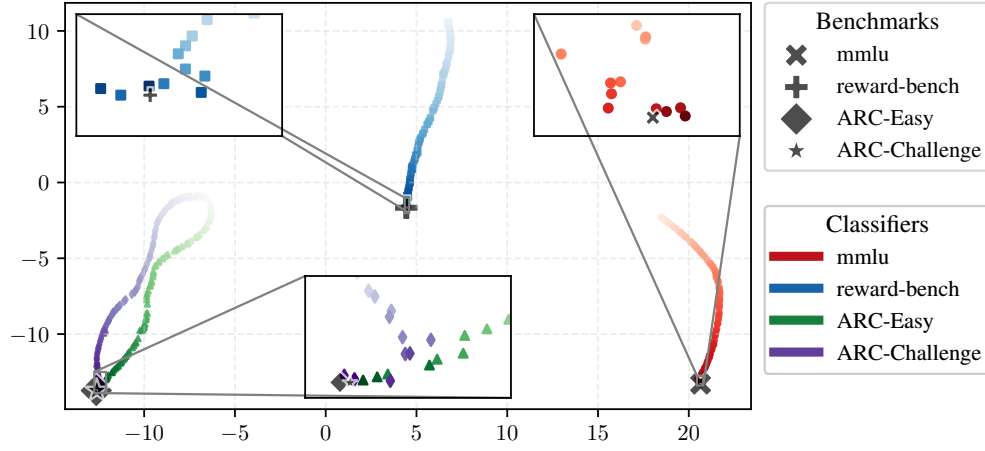 10
5
0
−5
−10
−10
−5
0
5
10
15
20
Benchmarks
mmlu
reward-bench
ARC-Easy
ARC-Challenge
Classifiers
mmlu
reward-bench
ARC-Easy
ARC-Challenge